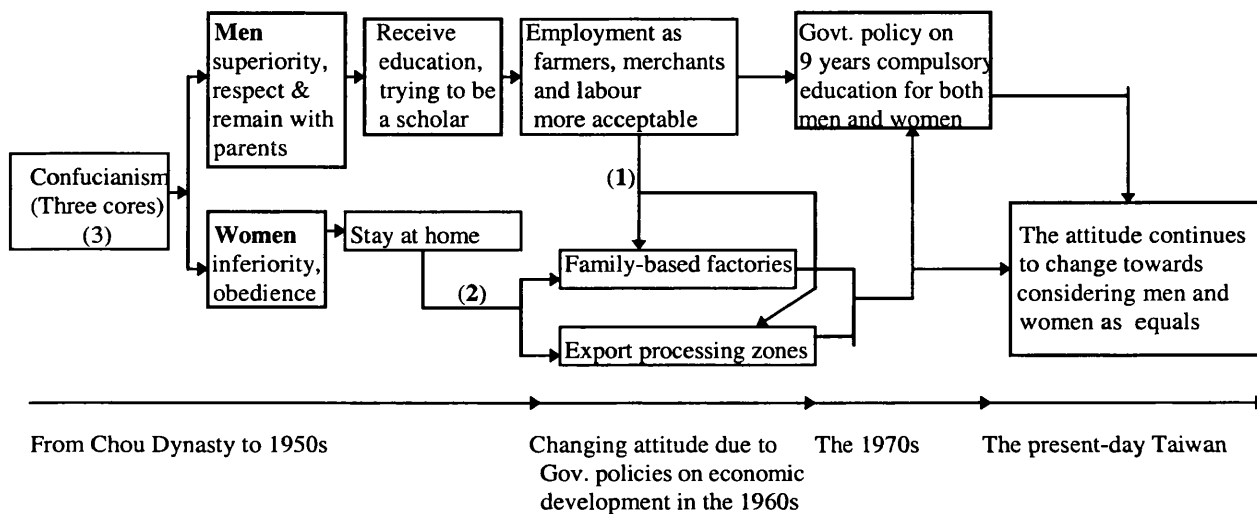 Men
superiority,
respect &
remain with
parents
Receive
education,
trying to be
a scholar
Employment as
farmers, merchants
and labour
more acceptable
Govt. policy on
9 years compulsory
education for both
men and women
Confucianism
(Three cores)
(3)
Women
inferiority,
obedience
Stay at home
(1)
(2)
Family-based factories
Export processing zones
The attitude continues
to change towards
considering men and
women as equals
From Chou Dynasty to 1950s
Changing attitude due to
Gov. policies on economic
development in the 1960s
The 1970s
The present-day Taiwan